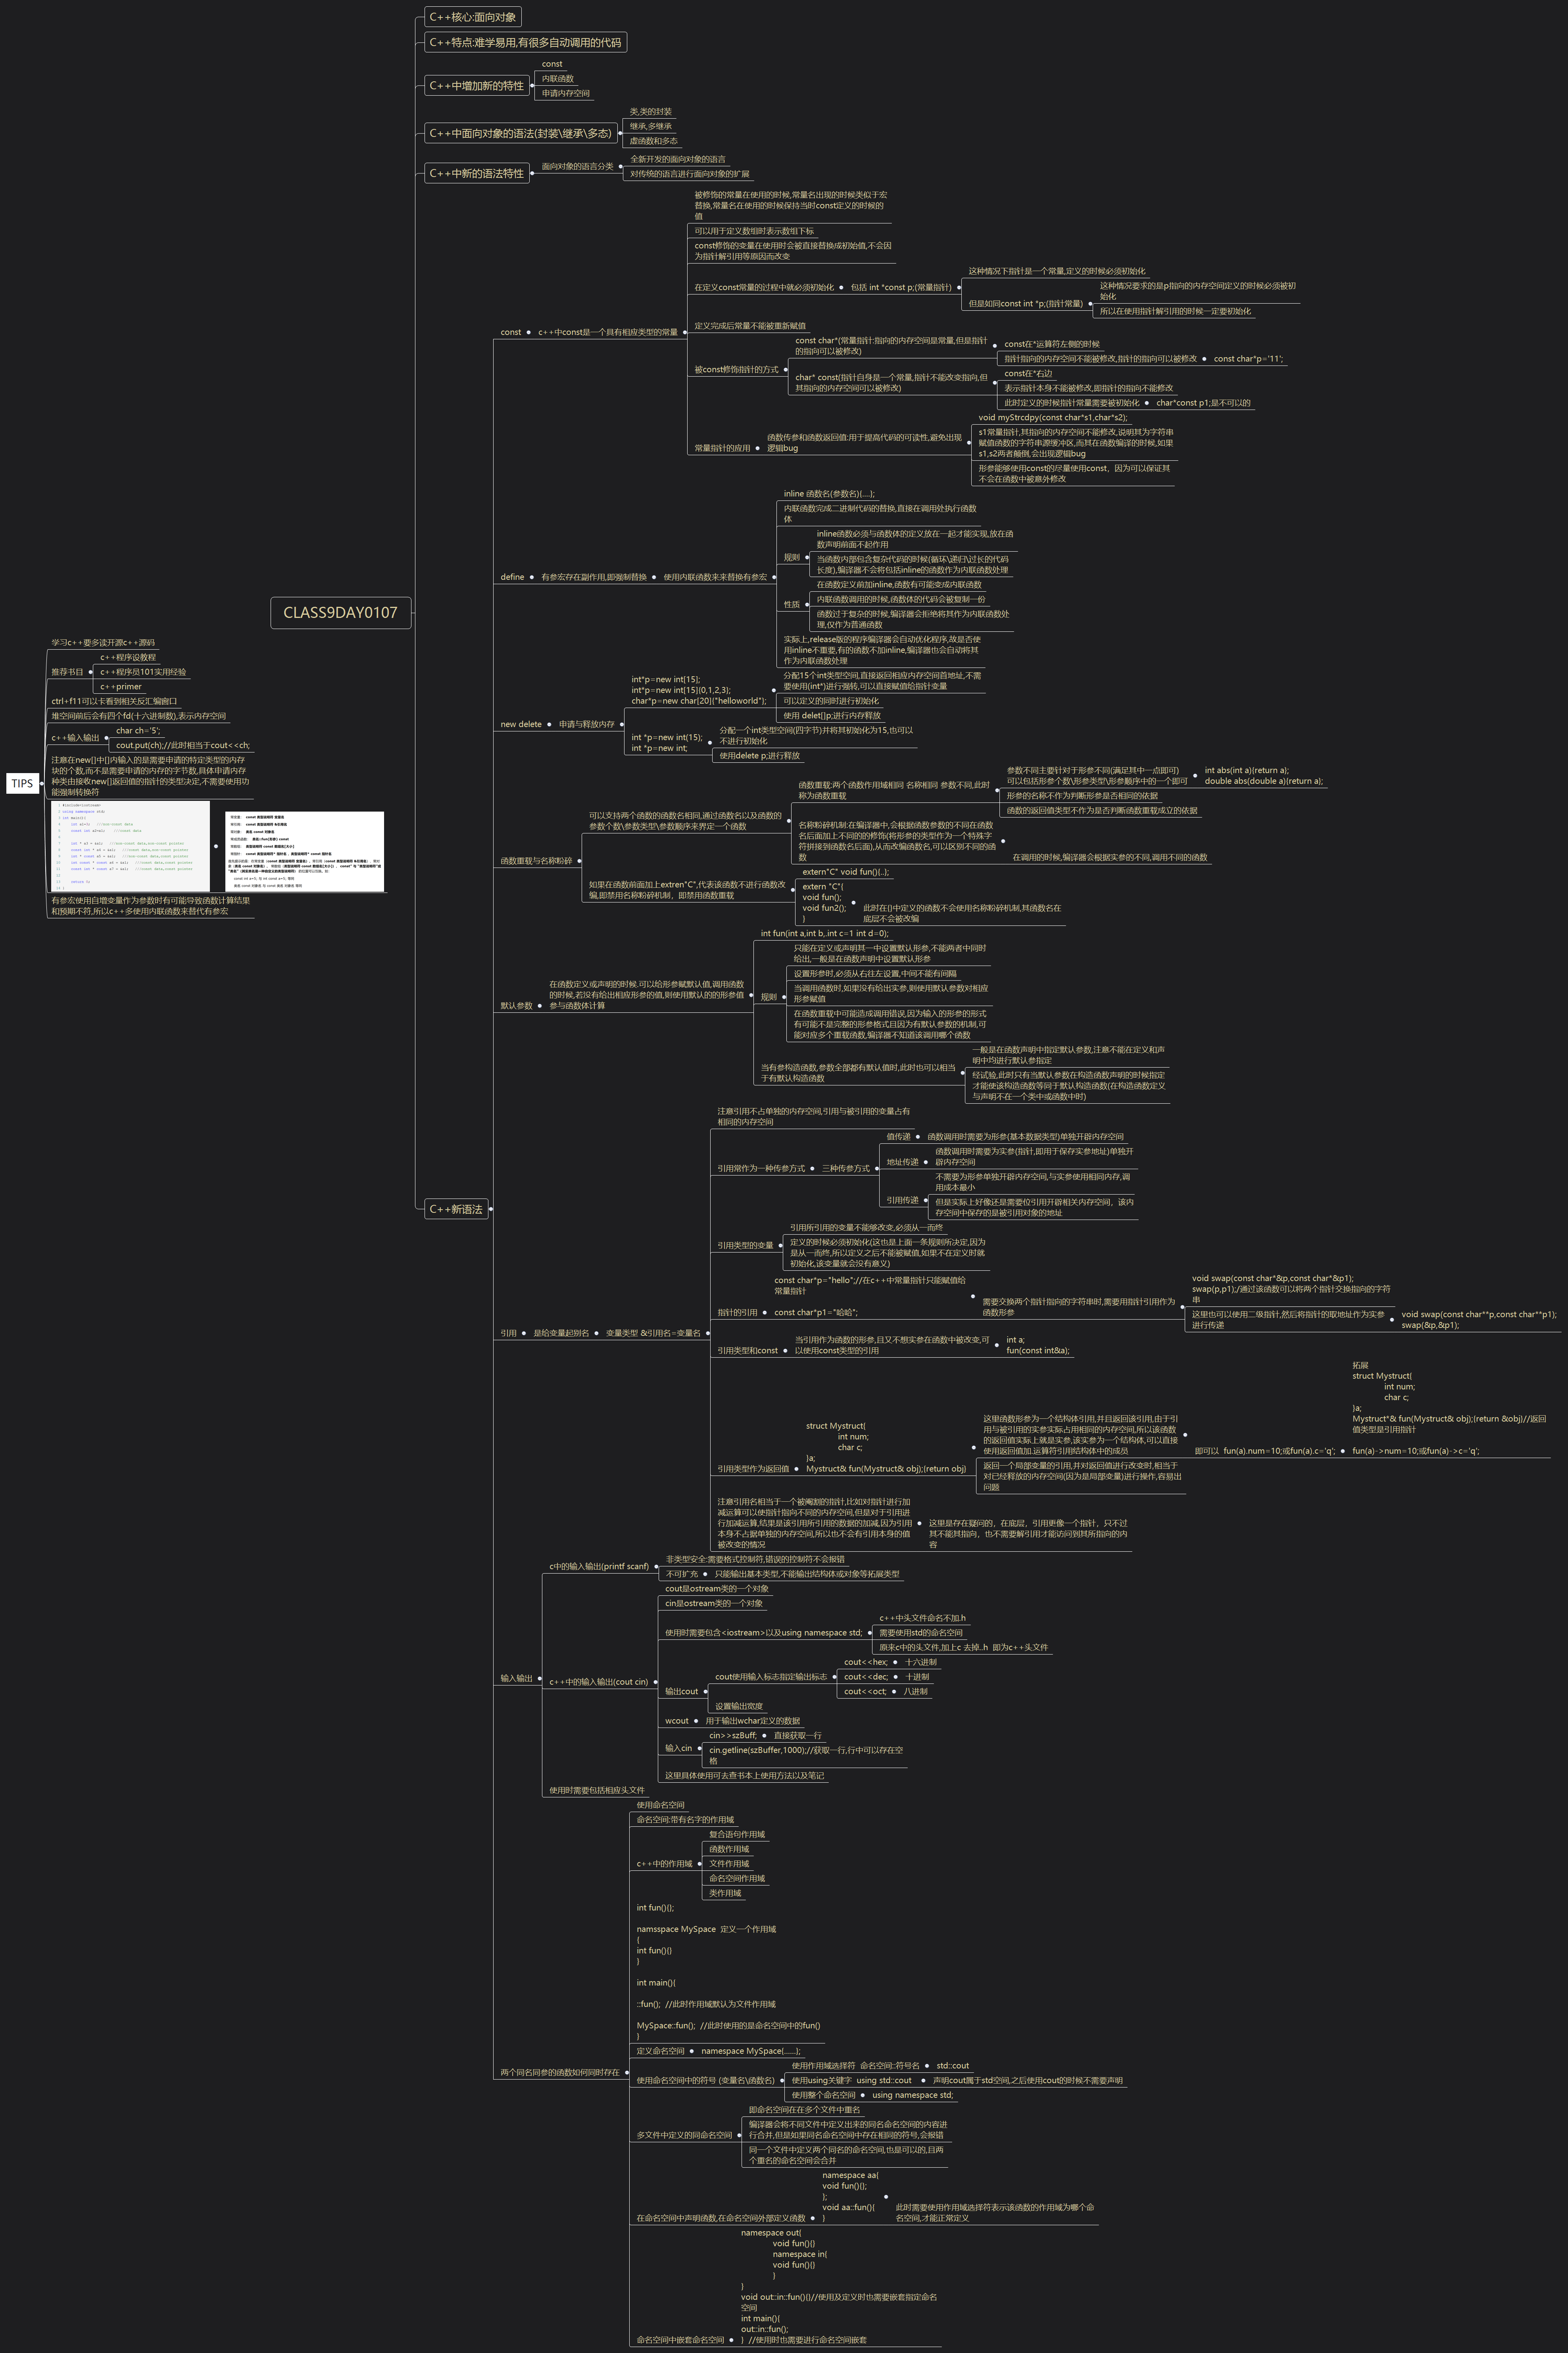 C++核心:面向对象
C++特点:难学易用,有很多自动调用的代码
C++中增加新的特性
const
内联函数
申请内存空间
C++中面向对象的语法(封装\继承\多态)
类,类的封装
继承,多继承
虚函数和多态
C++中新的语法特性
面向对象的语言分类
全新开发的面向对象的语言
对传统的语言进行面向对象的扩展
CLASS9DAY0107
C++新语法
const
c++中const是一个具有相应类型的常量
被修饰的常量在使用的时候,常量名出现的时候类似于宏
替换,常量名在使用的时候保持当时const定义的时候的
值
可以用于定义数组时表示数组下标
const修饰的变量在使用时会被直接替换成初始值,不会因
为指针解引用等原因而改变
在定义const常量的过程中就必须初始化
包括 int *const p;(常量指针)
这种情况下指针是一个常量,定义的时候必须初始化
但是如同const int *p;(指针常量)
这种情况要求的是p指向的内存空间定义的时候必须被初
始化
所以在使用指针解引用的时候一定要初始化
定义完成后常量不能被重新赋值
被const修饰指针的方式
const char*(常量指针:指向的内存空间是常量,但是指针
的指向可以被修改)
const在*运算符左侧的时候
指针指向的内存空间不能被修改,指针的指向可以被修改
const char*p='11';
char* const(指针自身是一个常量,指针不能改变指向,但
其指向的内存空间可以被修改)
const在*右边
表示指针本身不能被修改,即指针的指向不能修改
此时定义的时候指针常量需要被初始化
char*const p1;是不可以的
常量指针的应用
函数传参和函数返回值:用于提高代码的可读性,避免出现
逻辑bug
void myStrcdpy(const char*s1,char*s2);
s1常量指针,其指向的内存空间不能修改,说明其为字符串
赋值函数的字符串源缓冲区,而其在函数编泽的时候,如果
s1,s2两者颠倒,会出现逻辑bug
形参能够使用const的尽量使用const，因为可以保证其
不会在函数中被意外修改
define
有参宏存在副作用,即强制替换
使用内联函数来来替换有参宏
inline 函数名(参数名){.....};
内联函数完成二进制代码的替换,直接在调用处执行函数
体
规则
inline函数必须与函数体的定义放在一起才能实现,放在函
数声明前面不起作用
当函数内部包含复杂代码的时候(循环\递归\过长的代码
长度),编泽器不会将包括inline的函数作为内联函数处理
性质
在函数定义前加inline,函数有可能变成内联函数
内联函数调用的时候,函数体的代码会被复制一份
函数过于复杂的时候,编泽器会拒绝将其作为内联函数处
理,仅作为普通函数
实际上,release版的程序编泽器会自动优化程序,故是否使
用inline不重要,有的函数不加inline,编泽器也会自动将其
作为内联函数处理
new delete
申请与释放内存
int*p=new int[15];
int*p=new int[15]{0,1,2,3};
char*p=new char[20]{"helloworld"};
分配15个int类型空间,直接返回相应内存空间首地址,不需
要使用(int*)进行强转,可以直接赋值给指针变量
可以定义的同时进行初始化
使用 delet[]p;进行内存释放
int *p=new int(15);
int *p=new int;
分配一个int类型空间(四字节)并将其初始化为15,也可以
不进行初始化
使用delete p;进行释放
函数重载与名称粉碎
可以支持两个函数的函数名相同,通过函数名以及函数的
参数个数\参数类型\参数顺序来界定一个函数
函数重载:两个函数作用域相同 名称相同 参数不同,此时
称为函数重载
参数不同主要针对于形参不同(满足其中一点即可)
可以包括形参个数\形参类型\形参顺序中的一个即可
int abs(int a){return a};
double abs(double a){return a};
形参的名称不作为判断形参是否相同的依据
函数的返回值类型不作为是否判断函数重载成立的依据
名称粉碎机制:在编泽器中,会根据函数参数的不同在函数
名后面加上不同的的修饰(将形参的类型作为一个特殊字
符拼接到函数名后面),从而改编函数名,可以区别不同的函
数
在调用的时候,编泽器会根据实参的不同,调用不同的函数
如果在函数前面加上extren"C",代表该函数不进行函数改
编,即禁用名称粉碎机制，即禁用函数重载
extern"C" void fun(){..};
extern "C"{
void fun();
void fun2();
}
此时在{}中定义的函数不会使用名称粉碎机制,其函数名在
底层不会被改编
默认参数
在函数定义或声明的时候.可以给形参赋默认值,调用函数
的时候,若没有给出相应形参的值,则使用默认的的形参值
参与函数体计算
int fun(int a,int b,.int c=1 int d=0);
规则
只能在定义或声明其一中设置默认形参,不能两者中同时
给出,一般是在函数声明中设置默认形参
设置形参时,必须从右往左设置,中间不能有间隔
当调用函数时,如果没有给出实参,则使用默认参数对相应
形参赋值
在函数重载中可能造成调用错误,因为输入的形参的形式
有可能不是完整的形参格式且因为有默认参数的机制,可
能对应多个重载函数,编泽器不知道该调用哪个函数
当有参构造函数,参数全部都有默认值时,此时也可以相当
于有默认构造函数
一般是在函数声明中指定默认参数,注意不能在定义和声
明中均进行默认参指定
经试验,此时只有当默认参数在构造函数声明的时候指定
才能使该构造函数等同于默认构造函数(在构造函数定义
与声明不在一个类中或函数中时)
引用
是给变量起别名
变量类型 &引用名=变量名
注意引用不占单独的内存空间,引用与被引用的变量占有
相同的内存空间
引用常作为一种传参方式
三种传参方式
值传递
函数调用时需要为形参(基本数据类型)单独开辟内存空间
地址传递
函数调用时需要为实参(指针,即用于保存实参地址)单独开
辟内存空间
引用传递
不需要为形参单独开辟内存空间,与实参使用相同内存,调
用成本最小
但是实际上好像还是需要位引用开辟相关内存空间，该内
存空间中保存的是被引用对象的地址
引用类型的变量
引用所引用的变量不能够改变,必须从一而终
定义的时候必须初始化(这也是上面一条规则所决定,因为
是从一而终,所以定义之后不能被赋值,如果不在定义时就
初始化,该变量就会没有意义)
指针的引用
const char*p="hello";//在c++中常量指针只能赋值给
常量指针
const char*p1="哈哈";
需要交换两个指针指向的字符串时,需要用指针引用作为
函数形参
void swap(const char*&p,const char*&p1);
swap(p,p1);/通过该函数可以将两个指针交换指向的字符
串
这里也可以使用二级指针,然后将指针的取地址作为实参
进行传递
void swap(const char**p,const char**p1);
swap(&p,&p1);
引用类型和const
当引用作为函数的形参,且又不想实参在函数中被改变,可
以使用const类型的引用
int a;
fun(const int&a);
引用类型作为返回值
struct Mystruct{
int num;
char c;
}a;
Mystruct& fun(Mystruct& obj);{return obj}
这里函数形参为一个结构体引用,并且返回该引用,由于引
用与被引用的实参实际占用相同的内存空间,所以该函数
的返回值实际上就是实参,该实参为一个结构体,可以直接
使用返回值加.运算符引用结构体中的成员
即可以 fun(a).num=10;或fun(a).c='q';
拓展
struct Mystruct{
int num;
char c;
}a;
Mystruct*& fun(Mystruct& obj);{return &obj}//返回
值类型是引用指针
fun(a)->num=10;或fun(a)->c='q';
返回一个局部变量的引用,并对返回值进行改变时,相当于
对已经释放的内存空间(因为是局部变量)进行操作,容易出
问题
注意引用名相当于一个被阉割的指针,比如对指针进行加
减运算可以使指针指向不同的内存空间,但是对于引用进
行加减运算,结果是该引用所引用的数据的加减,因为引用
本身不占据单独的内存空间,所以也不会有引用本身的值
被改变的情况
这里是存在疑问的，在底层，引用更像一个指针，只不过
其不能其指向，也不需要解引用才能访问到其所指向的内
容
输入输出
c中的输入输出(printf scanf)
非类型安全:需要格式控制符,错误的控制符不会报错
不可扩充
只能输出基本类型,不能输出结构体或对象等拓展类型
c++中的输入输出(cout cin)
cout是ostream类的一个对象
cin是ostream类的一个对象
使用时需要包含<iostream>以及using namespace std;
c++中头文件命名不加.h
需要使用std的命名空间
原来c中的头文件,加上c 去掉..h 即为c++头文件
输出cout
cout使用输入标志指定输出标志
cout<<hex;
十六进制
cout<<dec;
十进制
cout<<oct;
八进制
设置输出宽度
wcout
用于输出wchar定义的数据
输入cin
cin>>szBuff;
直接获取一行
cin.getline(szBuffer,1000);//获取一行,行中可以存在空
格
这里具体使用可去查书本上使用方法以及笔记
使用时需要包括相应头文件
两个同名同参的函数如何同时存在
使用命名空间
命名空间:带有名字的作用域
c++中的作用域
复合语句作用域
函数作用域
文件作用域
命名空间作用域
类作用域
int fun(){};
namsspace MySpace 定义一个作用域
{
int fun(){}
}
int main(){
::fun(); //此时作用域默认为文件作用域
MySpace::fun(); //此时使用的是命名空间中的fun()
}
定义命名空间
namespace MySpace{.......};
使用命名空间中的符号 (变量名\函数名)
使用作用域选择符 命名空间::符号名
std::cout
使用using关键字 using std::cout
声明cout属于std空间,之后使用cout的时候不需要声明
使用整个命名空间
using namespace std;
多文件中定义的同命名空间
即命名空间在在多个文件中重名
编泽器会将不同文件中定义出来的同名命名空间的内容进
行合并,但是如果同名命名空间中存在相同的符号,会报错
同一个文件中定义两个同名的命名空间,也是可以的,且两
个重名的命名空间会合并
在命名空间中声明函数,在命名空间外部定义函数
namespace aa{
void fun(){};
};
void aa::fun(){
}
此时需要使用作用域选择符表示该函数的作用域为哪个命
名空间,才能正常定义
命名空间中嵌套命名空间
namespace out{
void fun(){}
namespace in{
void fun(){}
}
}
void out::in::fun(){}//使用及定义时也需要嵌套指定命名
空间
int main(){
out::in::fun();
} //使用时也需要进行命名空间嵌套
TIPS
学习c++要多读开源c++源码
推荐书目
c++程序设教程
c++程序员101实用经验
c++primer
ctrl+f11可以卡看到相关反汇编窗口
堆空间前后会有四个fd(十六进制数),表示内存空间
c++输入输出
char ch='5';
cout.put(ch);//此时相当于cout<<ch;
注意在new[]中[]内输入的是需要申请的特定类型的内存
块的个数,而不是需要申请的内存的字节数,具体申请内存
种类由接收new[]返回值的指针的类型决定,不需要使用功
能强制转换符
有参宏使用自增变量作为参数时有可能导致函数计算结果
和预期不符,所以c++多使用内联函数来替代有参宏